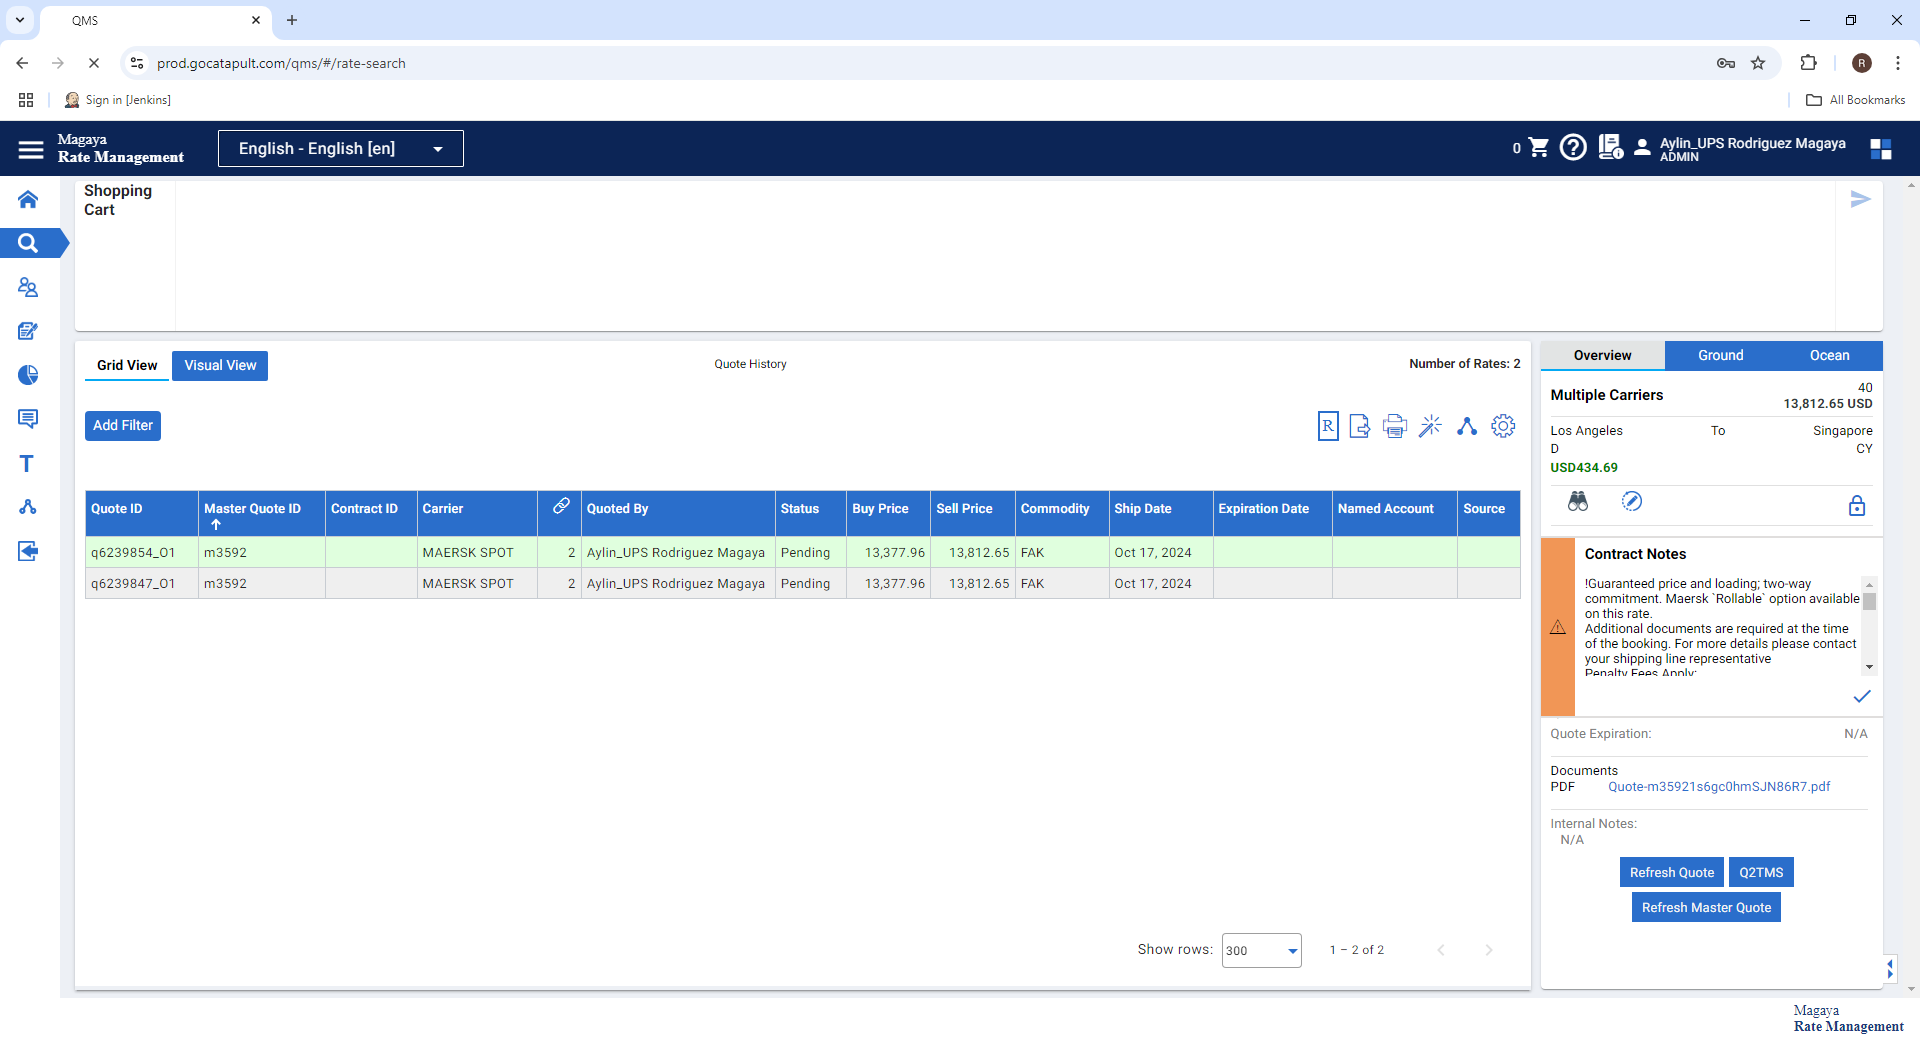 QMS
prod.gocatapult.com/qms/#/rate-search
R
Sign in [Jenkins]
All Bookmarks
Magaya
Rate Management
English - English [en]
0
Aylin_UPS Rodriguez Magaya
ADMIN
Shopping
Cart
Grid View
Visual View
Quote History
Number of Rates: 2
Add Filter
R
Quote ID
Master Quote ID
Contract ID
Carrier
Quoted By
Status
Buy Price
Sell Price
Commodity
Ship Date
Expiration Date
Named Account
Source
q6239854_O1 m3592 MAERSK SPOT 2 Aylin_UPS Rodriguez Magaya Pending 13,377.96 13,812.65 FAK Oct 17, 2024
q6239847_O1 m3592 MAERSK SPOT 2 Aylin_UPS Rodriguez Magaya Pending 13,377.96 13,812.65 FAK Oct 17, 2024
Show rows: 300 1 – 2 of 2
Overview
Ground
Ocean
Multiple Carriers
40
13,812.65 USD
Los Angeles To Singapore
D CY
USD434.69
Contract Notes
!Guaranteed price and loading; two-way
commitment. Maersk `Rollable` option available
on this rate.
Additional documents are required at the time
of the booking. For more details please contact
your shipping line representative
Penalty Fees Apply:
Quote Expiration: N/A
Documents
PDF Quote-m35921s6gc0hmSJN86R7.pdf
Internal Notes:
N/A
Refresh Quote
Q2TMS
Refresh Master Quote
Magaya
Rate Management
T